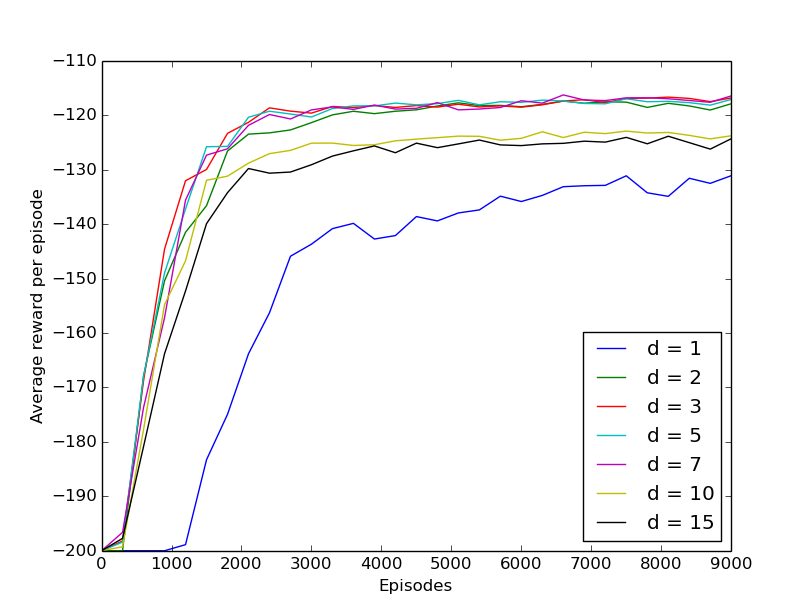 −110
−120
−130
−140
−150
−160
−170
−180
−190
−200
Average reward per episode
0 1000 2000 3000 4000 5000 6000 7000 8000 9000
Episodes
d = 1
d = 2
d = 3
d = 5
d = 7
d = 10
d = 15